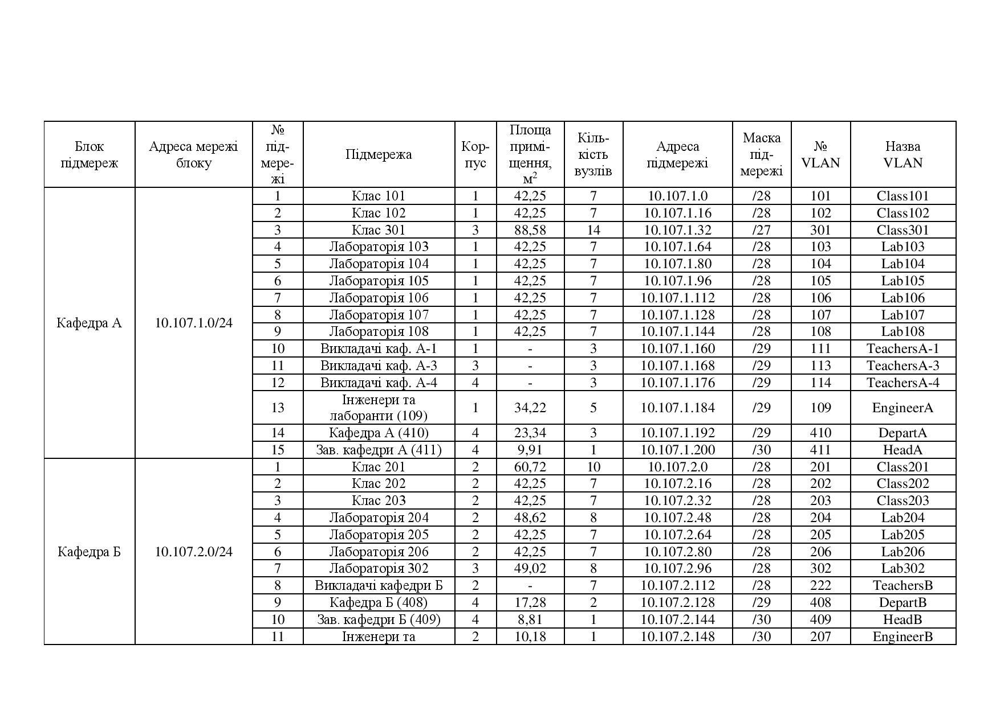 Блок підмереж | Адреса мережі блоку | № під-мере-жі | Підмережа | Кор-пус | Площа примі-щення, м² | Кіль-кість вузлів | Адреса підмережі | Маска під-мережі | № VLAN | Назва VLAN
Кафедра А | 10.107.1.0/24 | 1 | Клас 101 | 1 | 42,25 | 7 | 10.107.1.0 | /28 | 101 | Class101
2 | Клас 102 | 1 | 42,25 | 7 | 10.107.1.16 | /28 | 102 | Class102
3 | Клас 301 | 3 | 88,58 | 14 | 10.107.1.32 | /27 | 301 | Class301
4 | Лабораторія 103 | 1 | 42,25 | 7 | 10.107.1.64 | /28 | 103 | Lab103
5 | Лабораторія 104 | 1 | 42,25 | 7 | 10.107.1.80 | /28 | 104 | Lab104
6 | Лабораторія 105 | 1 | 42,25 | 7 | 10.107.1.96 | /28 | 105 | Lab105
7 | Лабораторія 106 | 1 | 42,25 | 7 | 10.107.1.112 | /28 | 106 | Lab106
8 | Лабораторія 107 | 1 | 42,25 | 7 | 10.107.1.128 | /28 | 107 | Lab107
9 | Лабораторія 108 | 1 | 42,25 | 7 | 10.107.1.144 | /28 | 108 | Lab108
10 | Викладачі каф. А-1 | 1 | - | 3 | 10.107.1.160 | /29 | 111 | TeachersA-1
11 | Викладачі каф. А-3 | 3 | - | 3 | 10.107.1.168 | /29 | 113 | TeachersA-3
12 | Викладачі каф. А-4 | 4 | - | 3 | 10.107.1.176 | /29 | 114 | TeachersA-4
13 | Інженери та лаборанти (109) | 1 | 34,22 | 5 | 10.107.1.184 | /29 | 109 | EngineerA
14 | Кафедра А (410) | 4 | 23,34 | 3 | 10.107.1.192 | /29 | 410 | DepartA
15 | Зав. кафедри А (411) | 4 | 9,91 | 1 | 10.107.1.200 | /30 | 411 | HeadA
Кафедра Б | 10.107.2.0/24 | 1 | Клас 201 | 2 | 60,72 | 10 | 10.107.2.0 | /28 | 201 | Class201
2 | Клас 202 | 2 | 42,25 | 7 | 10.107.2.16 | /28 | 202 | Class202
3 | Клас 203 | 2 | 42,25 | 7 | 10.107.2.32 | /28 | 203 | Class203
4 | Лабораторія 204 | 2 | 48,62 | 8 | 10.107.2.48 | /28 | 204 | Lab204
5 | Лабораторія 205 | 2 | 42,25 | 7 | 10.107.2.64 | /28 | 205 | Lab205
6 | Лабораторія 206 | 2 | 42,25 | 7 | 10.107.2.80 | /28 | 206 | Lab206
7 | Лабораторія 302 | 3 | 49,02 | 8 | 10.107.2.96 | /28 | 302 | Lab302
8 | Викладачі кафедри Б | 2 | - | 7 | 10.107.2.112 | /28 | 222 | TeachersB
9 | Кафедра Б (408) | 4 | 17,28 | 2 | 10.107.2.128 | /29 | 408 | DepartB
10 | Зав. кафедри Б (409) | 4 | 8,81 | 1 | 10.107.2.144 | /30 | 409 | HeadB
11 | Інженери та | 2 | 10,18 | 1 | 10.107.2.148 | /30 | 207 | EngineerB